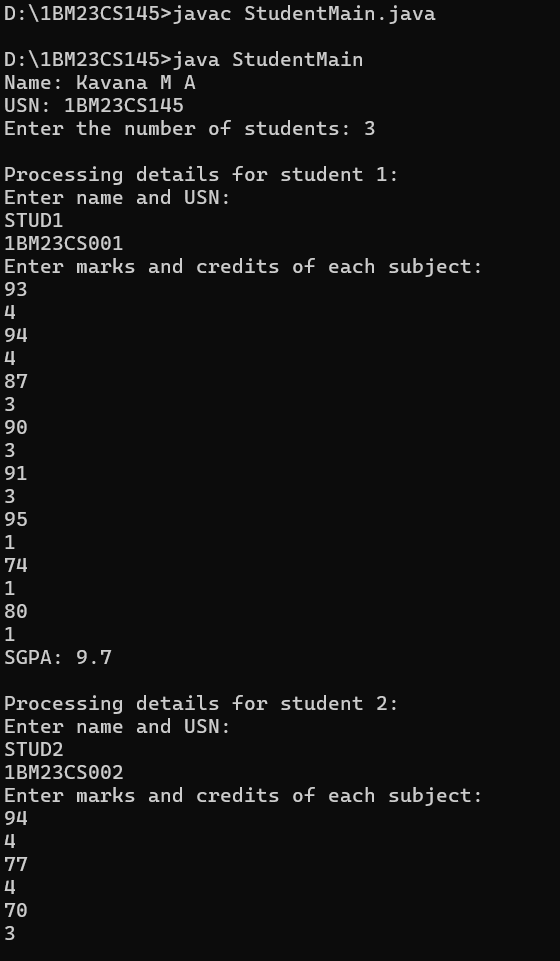 D:\1BM23CS145>javac StudentMain.java
D:\1BM23CS145>java StudentMain
Name: Kavana M A
USN: 1BM23CS145
Enter the number of students: 3
Processing details for student 1:
Enter name and USN:
STUD1
1BM23CS001
Enter marks and credits of each subject:
93
4
94
4
87
3
90
3
91
3
95
1
74
1
80
1
SGPA: 9.7
Processing details for student 2:
Enter name and USN:
STUD2
1BM23CS002
Enter marks and credits of each subject:
94
4
77
4
70
3